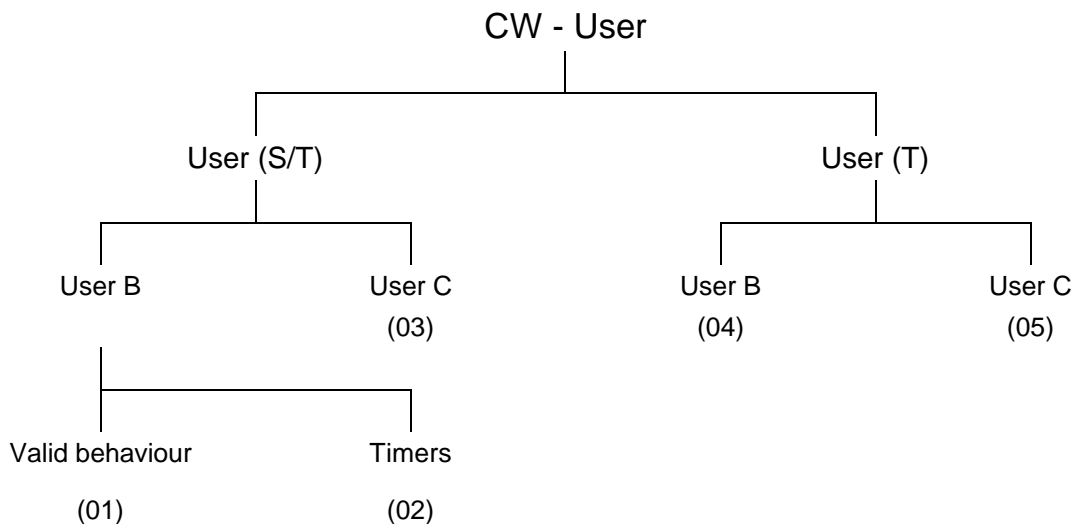 CW - User
User (S/T)
User (T)
User B
User C
User B
User C
(03)
(04)
(05)
Valid behaviour
Timers
(01)
(02)